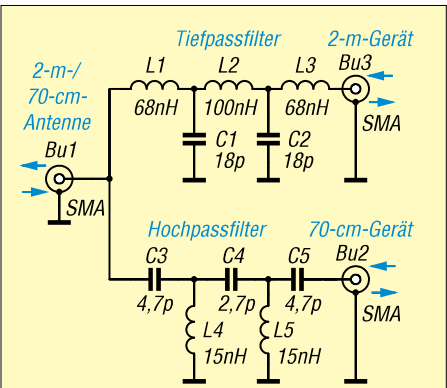 Tiefpassfilter
2-m-Gerät
2-m-/
70-cm-
Antenne
Bu1
SMA
L1
68nH
L2
100nH
L3
68nH
Bu3
SMA
C1
18p
C2
18p
Hochpassfilter
70-cm-Gerät
C3
4,7p
C4
2,7p
C5
4,7p
Bu2
SMA
L4
15nH
L5
15nH